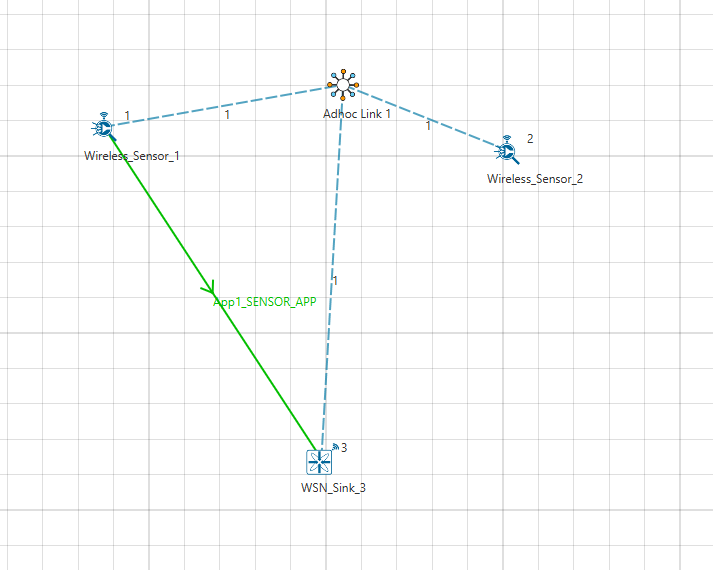 Adhoc Link 1
1
1
1
Wireless_Sensor_1
2
Wireless_Sensor_2
1
App1_SENSOR_APP
3
WSN_Sink_3